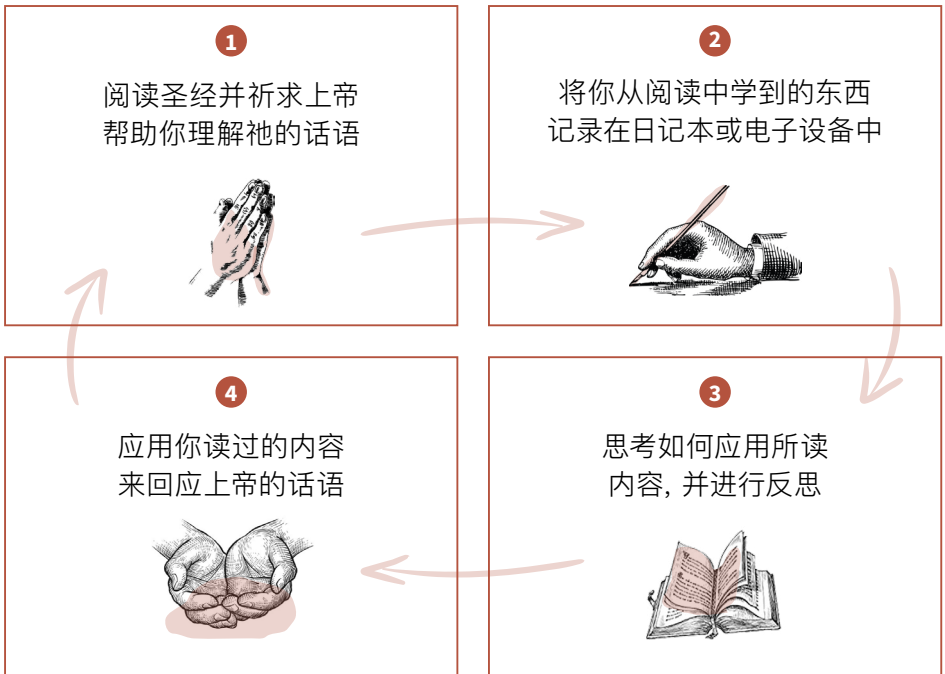 1
阅读圣经并祈求上帝
帮助你理解祂的话语
2
将你从阅读中学到的东西
记录在日记本或电子设备中
3
思考如何应用所读
内容, 并进行反思
4
应用你读过的内容
来回应上帝的话语